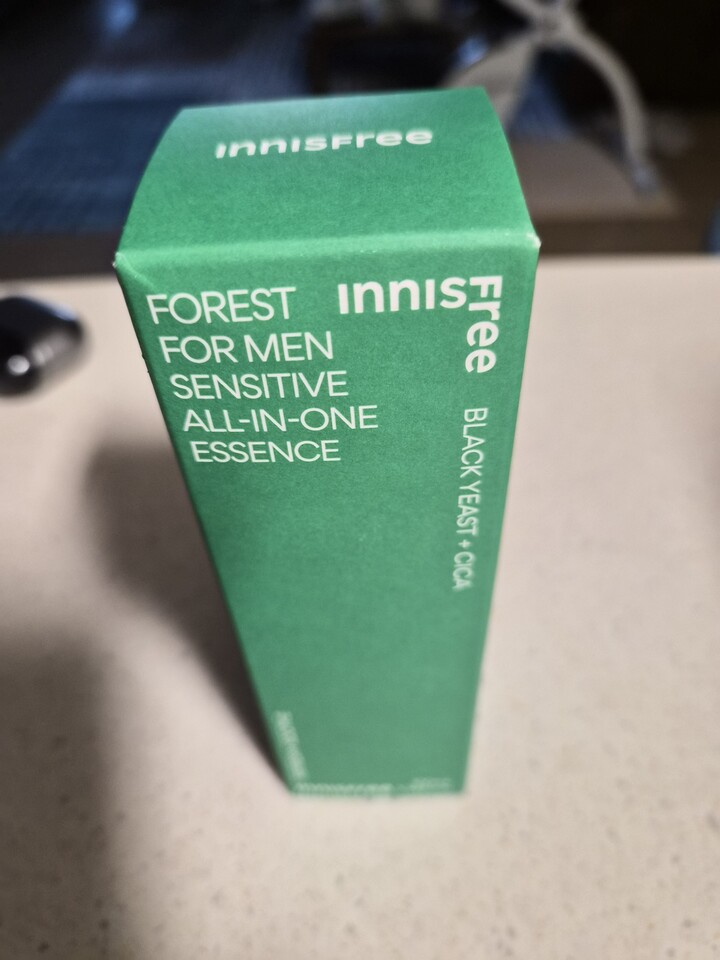 INNISFREE
FOREST
FOR MEN
SENSITIVE
ALL-IN-ONE
ESSENCE
INNISFREE
BLACK YEAST + CICA